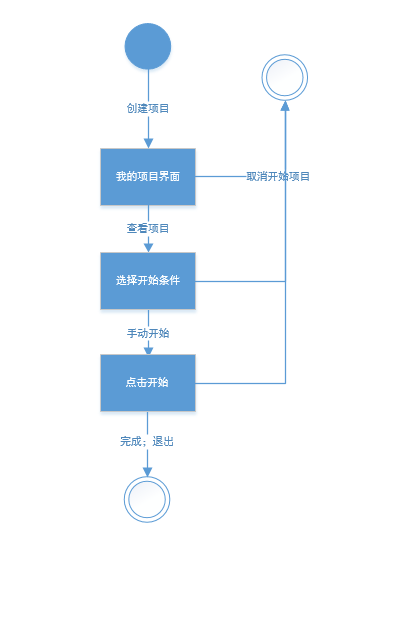 创建项目
我的项目界面
取消开始项目
查看项目
选择开始条件
手动开始
点击开始
完成；退出